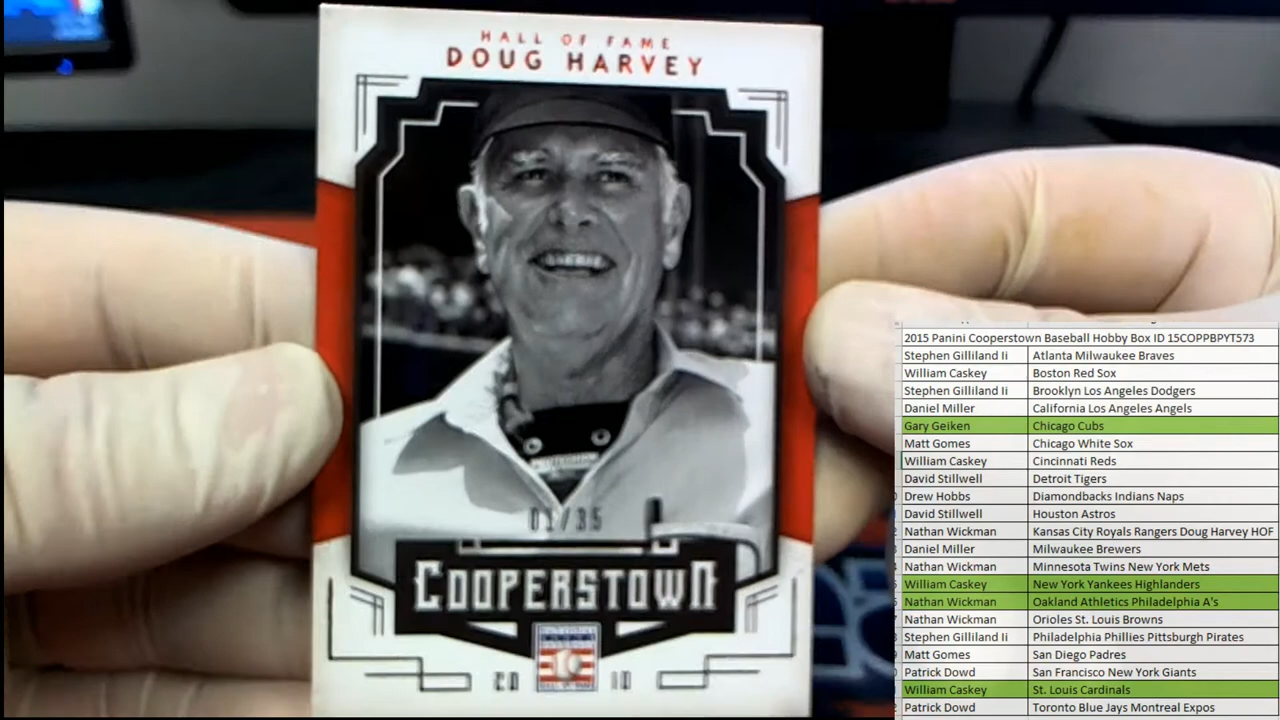 HALL OF FAME
DOUG HARVEY
01/35
COOPERSTOWN
20 10
2015 Panini Cooperstown Baseball Hobby Box ID 15COPPBPYT573
Stephen Gilliland Ii Atlanta Milwaukee Braves
William Caskey Boston Red Sox
Stephen Gilliland Ii Brooklyn Los Angeles Dodgers
Daniel Miller California Los Angeles Angels
Gary Geiken Chicago Cubs
Matt Gomes Chicago White Sox
William Caskey Cincinnati Reds
David Stillwell Detroit Tigers
Drew Hobbs Diamondbacks Indians Naps
David Stillwell Houston Astros
Nathan Wickman Kansas City Royals Rangers Doug Harvey HOF
Daniel Miller Milwaukee Brewers
Nathan Wickman Minnesota Twins New York Mets
William Caskey New York Yankees Highlanders
Nathan Wickman Oakland Athletics Philadelphia A's
Nathan Wickman Orioles St. Louis Browns
Stephen Gilliland Ii Philadelphia Phillies Pittsburgh Pirates
Matt Gomes San Diego Padres
Patrick Dowd San Francisco New York Giants
William Caskey St. Louis Cardinals
Patrick Dowd Toronto Blue Jays Montreal Expos